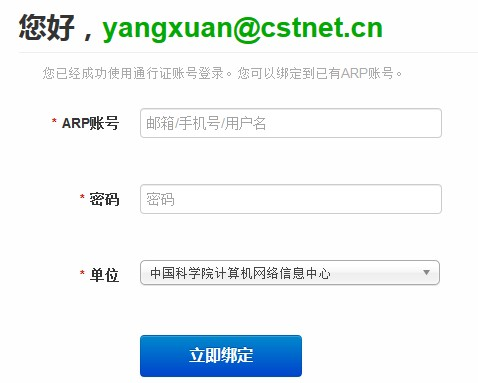 您好，yangxuan@cstnet.cn
您已经成功使用通行证账号登录。您可以绑定到已有ARP账号。
* ARP账号 邮箱/手机号/用户名
* 密码 密码
* 单位 中国科学院计算机网络信息中心
立即绑定